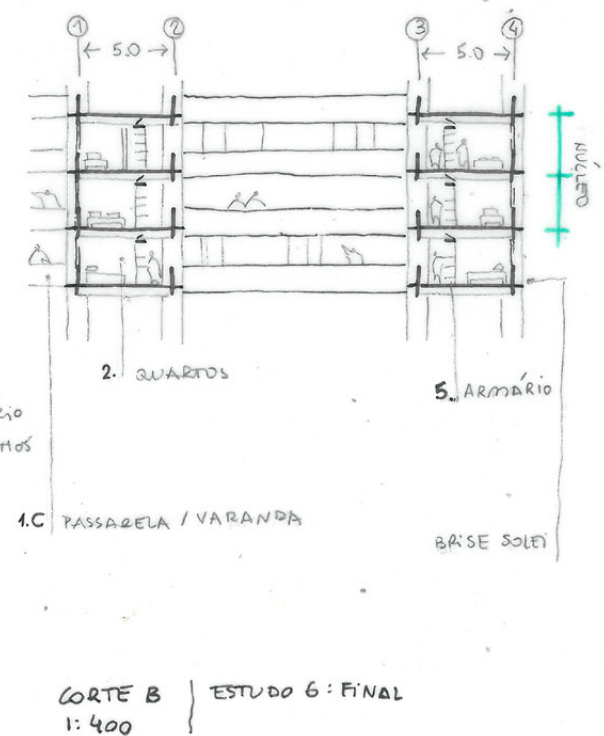 1 2 3 4
5.0 5.0
NÚCLEO
2. QUARTOS
5. ARMÁRIO
1.C PASSARELA / VARANDA
BRISE SOLEI
CORTE B
1:400
ESTUDO 6: FINAL